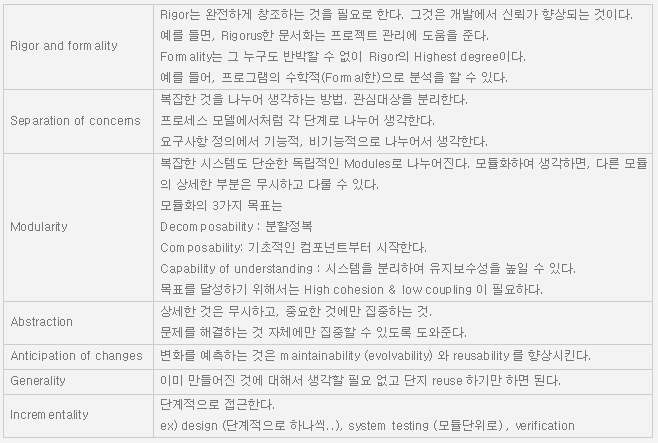 Rigor and formality
Rigor는 완전하게 창조하는 것을 필요로 한다. 그것은 개발에서 신뢰가 향상되는 것이다.
예를 들면, Rigorus한 문서화는 프로젝트 관리에 도움을 준다.
Formality는 그 누구도 반박할 수 없이 Rigor의 Highest degree이다.
예를 들어, 프로그램의 수학적(Formal한)으로 분석을 할 수 있다.
Separation of concerns
복잡한 것을 나누어 생각하는 방법. 관심대상을 분리한다.
프로세스 모델에서처럼 각 단계로 나누어 생각한다.
요구사항 정의에서 기능적, 비기능적으로 나누어서 생각한다.
Modularity
복잡한 시스템도 단순한 독립적인 Modules로 나누어진다. 모듈화하여 생각하면, 다른 모듈
의 상세한 부분은 무시하고 다룰 수 있다.
모듈화의 3가지 목표는
Decomposability : 분할정복
Composability: 기초적인 컴포넌트부터 시작한다.
Capability of understanding : 시스템을 분리하여 유지보수성을 높일 수 있다.
목표를 달성하기 위해서는 High cohesion & low coupling 이 필요하다.
Abstraction
상세한 것은 무시하고, 중요한 것에만 집중하는 것.
문제를 해결하는 것 자체에만 집중할 수 있도록 도와준다.
Anticipation of changes
변화를 예측하는 것은 maintainability (evolvability) 와 reusability 를 향상시킨다.
Generality
이미 만들어진 것에 대해서 생각할 필요 없고 단지 reuse 하기만 하면 된다.
Incrementality
단계적으로 접근한다.
ex) design (단계적으로 하나씩..), system testing (모듈단위로) , verification